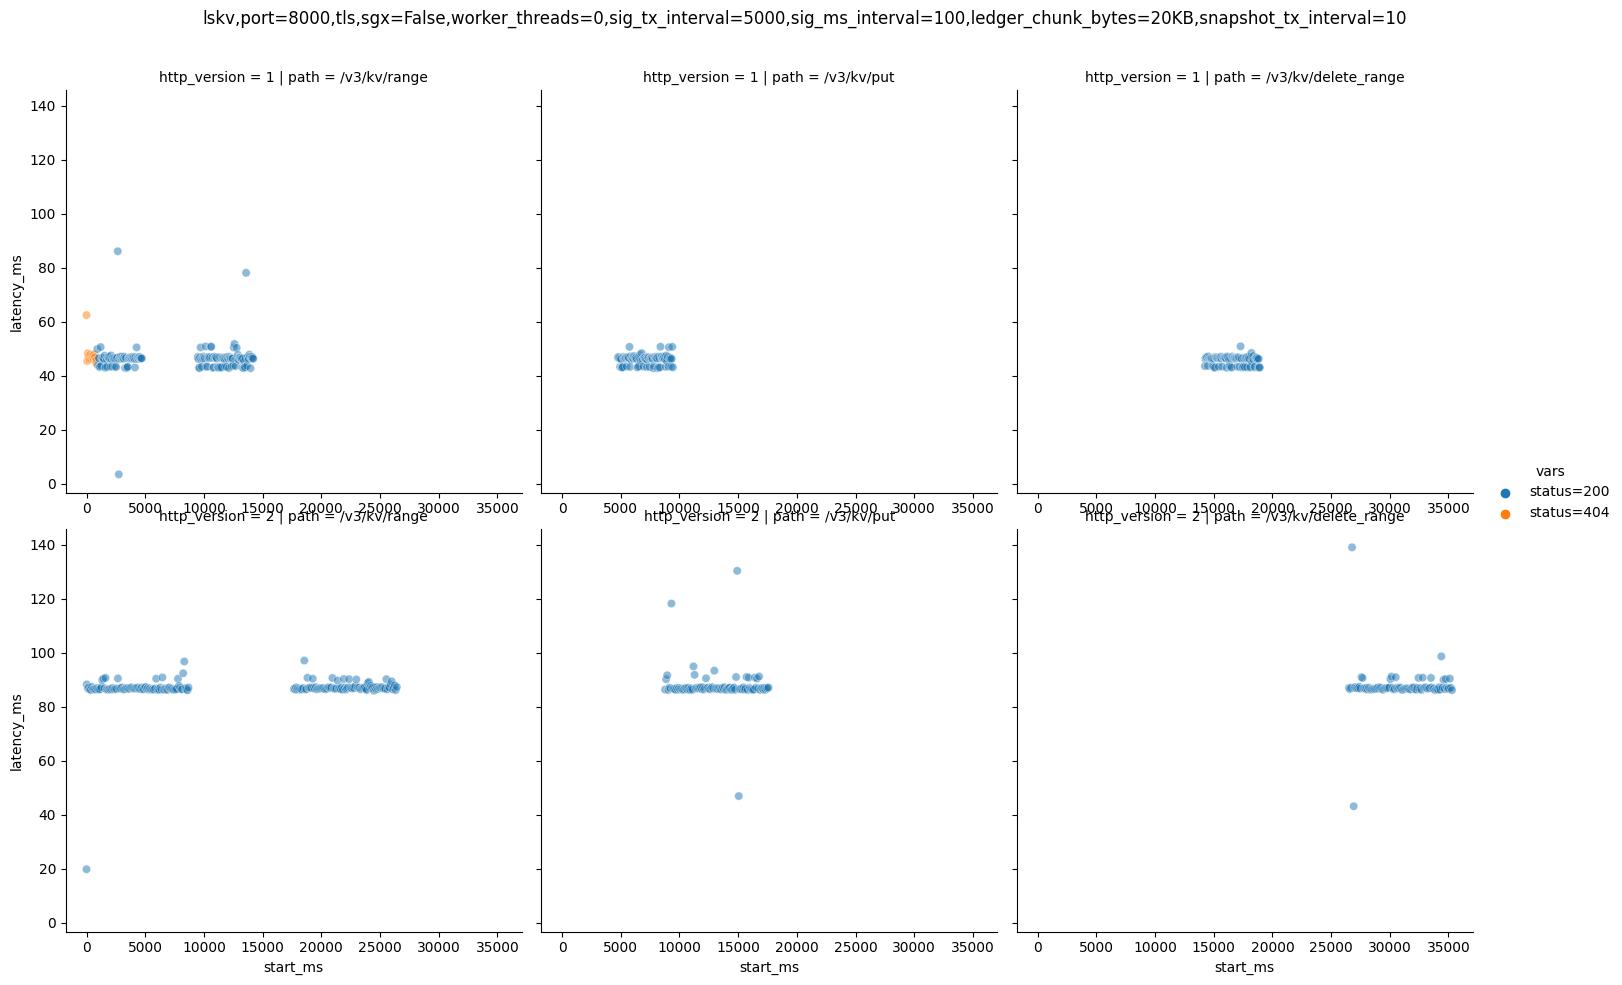 lskv,port=8000,tls,sgx=False,worker_threads=0,sig_tx_interval=5000,sig_ms_interval=100,ledger_chunk_bytes=20KB,snapshot_tx_interval=10
http_version = 1 | path = /v3/kv/range
http_version = 1 | path = /v3/kv/put
http_version = 1 | path = /v3/kv/delete_range
140
120
100
80
60
40
20
0
latency_ms
0 5000 10000 15000 20000 25000 30000 35000
0 5000 10000 15000 20000 25000 30000 35000
0 5000 10000 15000 20000 25000 30000 35000
vars
status=200
status=404
http_version = 2 | path = /v3/kv/range
http_version = 2 | path = /v3/kv/put
http_version = 2 | path = /v3/kv/delete_range
140
120
100
80
60
40
20
0
latency_ms
0 5000 10000 15000 20000 25000 30000 35000
0 5000 10000 15000 20000 25000 30000 35000
0 5000 10000 15000 20000 25000 30000 35000
start_ms
start_ms
start_ms